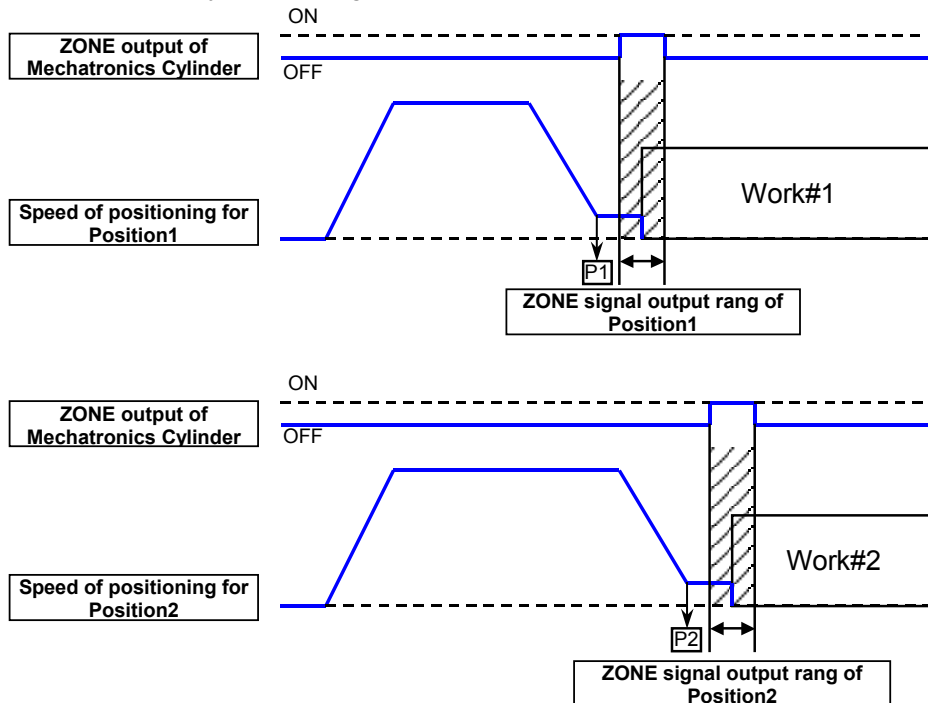 ON
ZONE output of
Mechatronics Cylinder
OFF
Work#1
Speed of positioning for
Position1
P1
ZONE signal output rang of
Position1
ON
ZONE output of
Mechatronics Cylinder
OFF
Work#2
Speed of positioning for
Position2
P2
ZONE signal output rang of
Position2